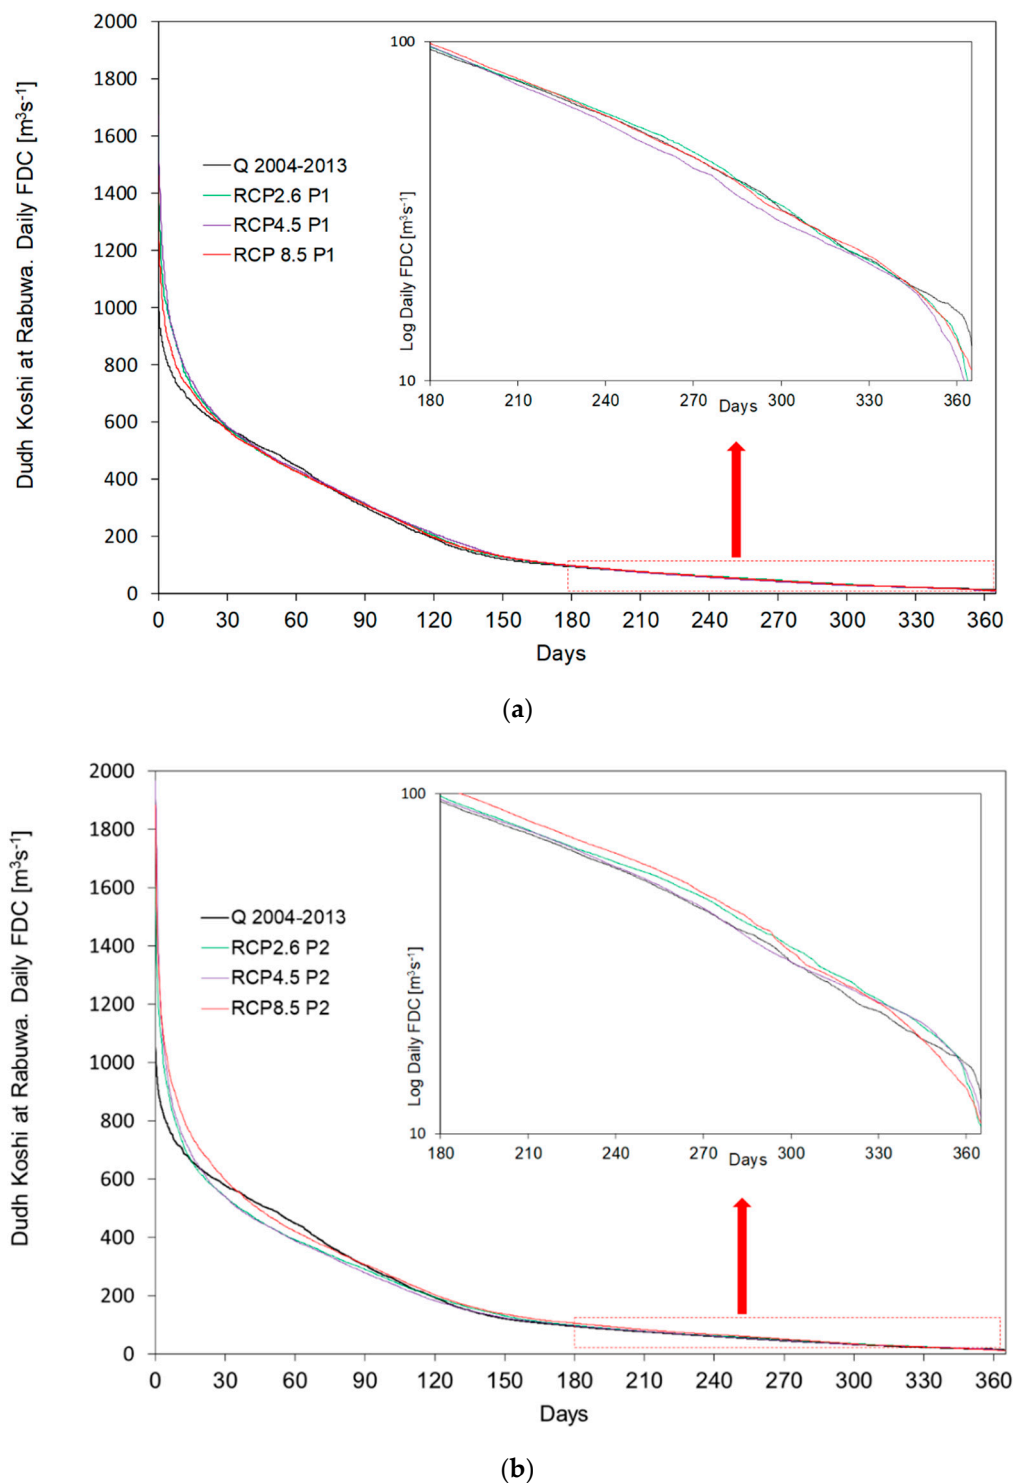 2000
1800
1600
1400
1200
1000
800
600
400
200
0
Dudh Koshi at Rabuwa. Daily FDC [m³s⁻¹]
Q 2004-2013
RCP2.6 P1
RCP4.5 P1
RCP 8.5 P1
100
10
Log Daily FDC [m³s⁻¹]
180 210 240 270 300 330 360
Days
0 30 60 90 120 150 180 210 240 270 300 330 360
Days
(a)
2000
1800
1600
1400
1200
1000
800
600
400
200
0
Dudh Koshi at Rabuwa. Daily FDC [m³s⁻¹]
Q 2004-2013
RCP2.6 P2
RCP4.5 P2
RCP8.5 P2
100
10
Log Daily FDC [m³s⁻¹]
180 210 240 270 300 330 360
Days
0 30 60 90 120 150 180 210 240 270 300 330 360
Days
(b)